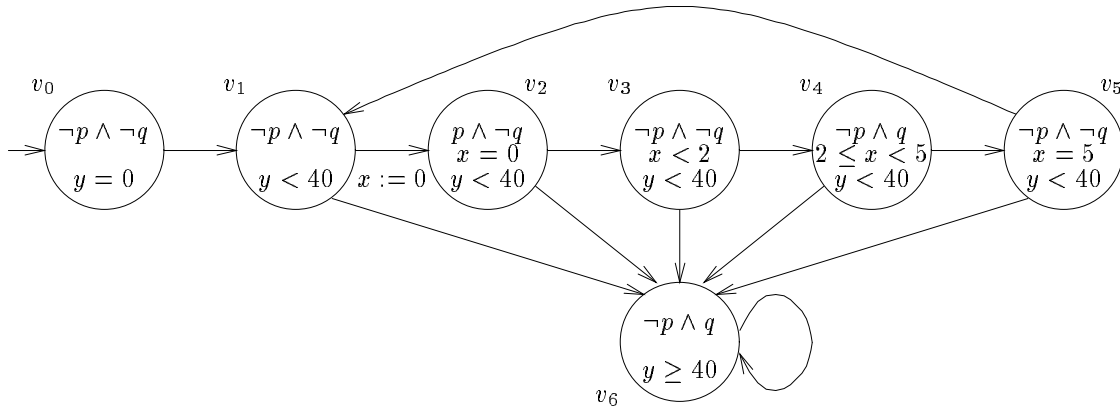 v₀
¬p ∧ ¬q
y = 0
v₁
¬p ∧ ¬q
y < 40
x := 0
v₂
p ∧ ¬q
x = 0
y < 40
v₃
¬p ∧ ¬q
x < 2
y < 40
v₄
¬p ∧ q
2 ≤ x < 5
y < 40
v₅
¬p ∧ ¬q
x = 5
y < 40
¬p ∧ q
y ≥ 40
v₆